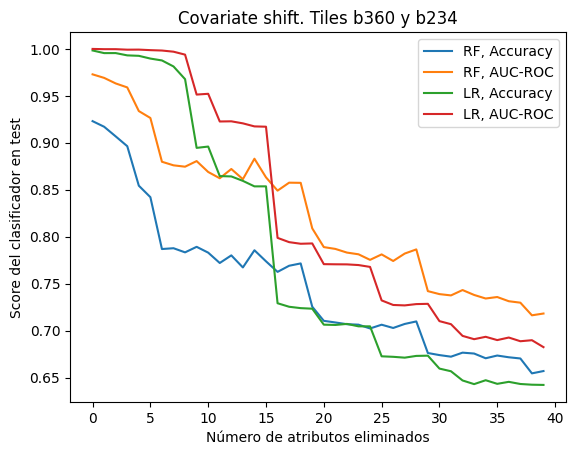 Covariate shift. Tiles b360 y b234
Score del clasificador en test
1.00
0.95
0.90
0.85
0.80
0.75
0.70
0.65
RF, Accuracy
RF, AUC-ROC
LR, Accuracy
LR, AUC-ROC
0 5 10 15 20 25 30 35 40
Número de atributos eliminados